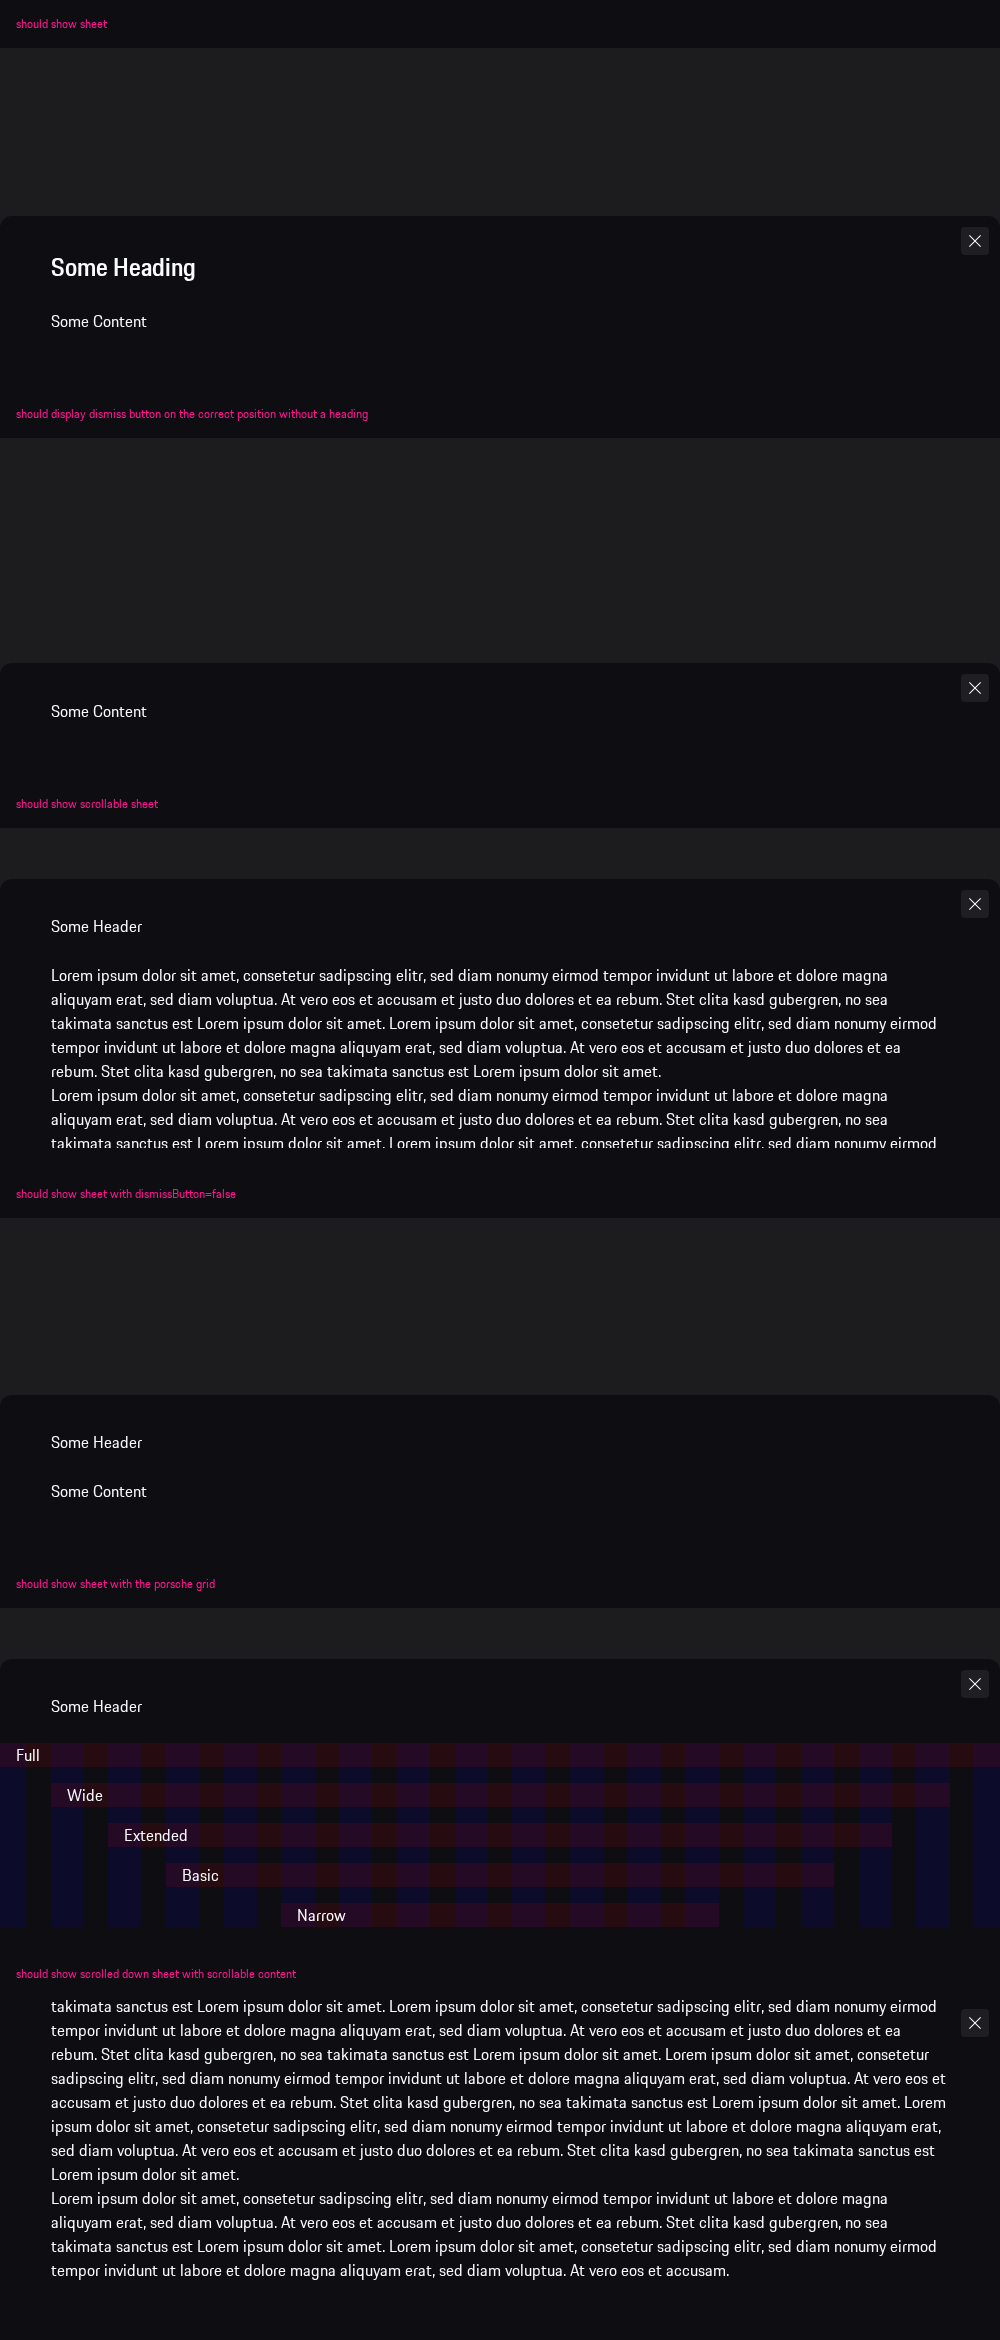 should show sheet
Some Heading
Some Content
should display dismiss button on the correct position without a heading
Some Content
should show scrollable sheet
Some Header
Lorem ipsum dolor sit amet, consetetur sadipscing elitr, sed diam nonumy eirmod tempor invidunt ut labore et dolore magna
aliquyam erat, sed diam voluptua. At vero eos et accusam et justo duo dolores et ea rebum. Stet clita kasd gubergren, no sea
takimata sanctus est Lorem ipsum dolor sit amet. Lorem ipsum dolor sit amet, consetetur sadipscing elitr, sed diam nonumy eirmod
tempor invidunt ut labore et dolore magna aliquyam erat, sed diam voluptua. At vero eos et accusam et justo duo dolores et ea
rebum. Stet clita kasd gubergren, no sea takimata sanctus est Lorem ipsum dolor sit amet.
Lorem ipsum dolor sit amet, consetetur sadipscing elitr, sed diam nonumy eirmod tempor invidunt ut labore et dolore magna
aliquyam erat, sed diam voluptua. At vero eos et accusam et justo duo dolores et ea rebum. Stet clita kasd gubergren, no sea
takimata sanctus est Lorem ipsum dolor sit amet. Lorem ipsum dolor sit amet, consetetur sadipscing elitr, sed diam nonumy eirmod
should show sheet with dismissButton=false
Some Header
Some Content
should show sheet with the porsche grid
Some Header
Full
Wide
Extended
Basic
Narrow
should show scrolled down sheet with scrollable content
takimata sanctus est Lorem ipsum dolor sit amet. Lorem ipsum dolor sit amet, consetetur sadipscing elitr, sed diam nonumy eirmod
tempor invidunt ut labore et dolore magna aliquyam erat, sed diam voluptua. At vero eos et accusam et justo duo dolores et ea
rebum. Stet clita kasd gubergren, no sea takimata sanctus est Lorem ipsum dolor sit amet. Lorem ipsum dolor sit amet, consetetur
sadipscing elitr, sed diam nonumy eirmod tempor invidunt ut labore et dolore magna aliquyam erat, sed diam voluptua. At vero eos et
accusam et justo duo dolores et ea rebum. Stet clita kasd gubergren, no sea takimata sanctus est Lorem ipsum dolor sit amet. Lorem
ipsum dolor sit amet, consetetur sadipscing elitr, sed diam nonumy eirmod tempor invidunt ut labore et dolore magna aliquyam erat,
sed diam voluptua. At vero eos et accusam et justo duo dolores et ea rebum. Stet clita kasd gubergren, no sea takimata sanctus est
Lorem ipsum dolor sit amet.
Lorem ipsum dolor sit amet, consetetur sadipscing elitr, sed diam nonumy eirmod tempor invidunt ut labore et dolore magna
aliquyam erat, sed diam voluptua. At vero eos et accusam et justo duo dolores et ea rebum. Stet clita kasd gubergren, no sea
takimata sanctus est Lorem ipsum dolor sit amet. Lorem ipsum dolor sit amet, consetetur sadipscing elitr, sed diam nonumy eirmod
tempor invidunt ut labore et dolore magna aliquyam erat, sed diam voluptua. At vero eos et accusam.